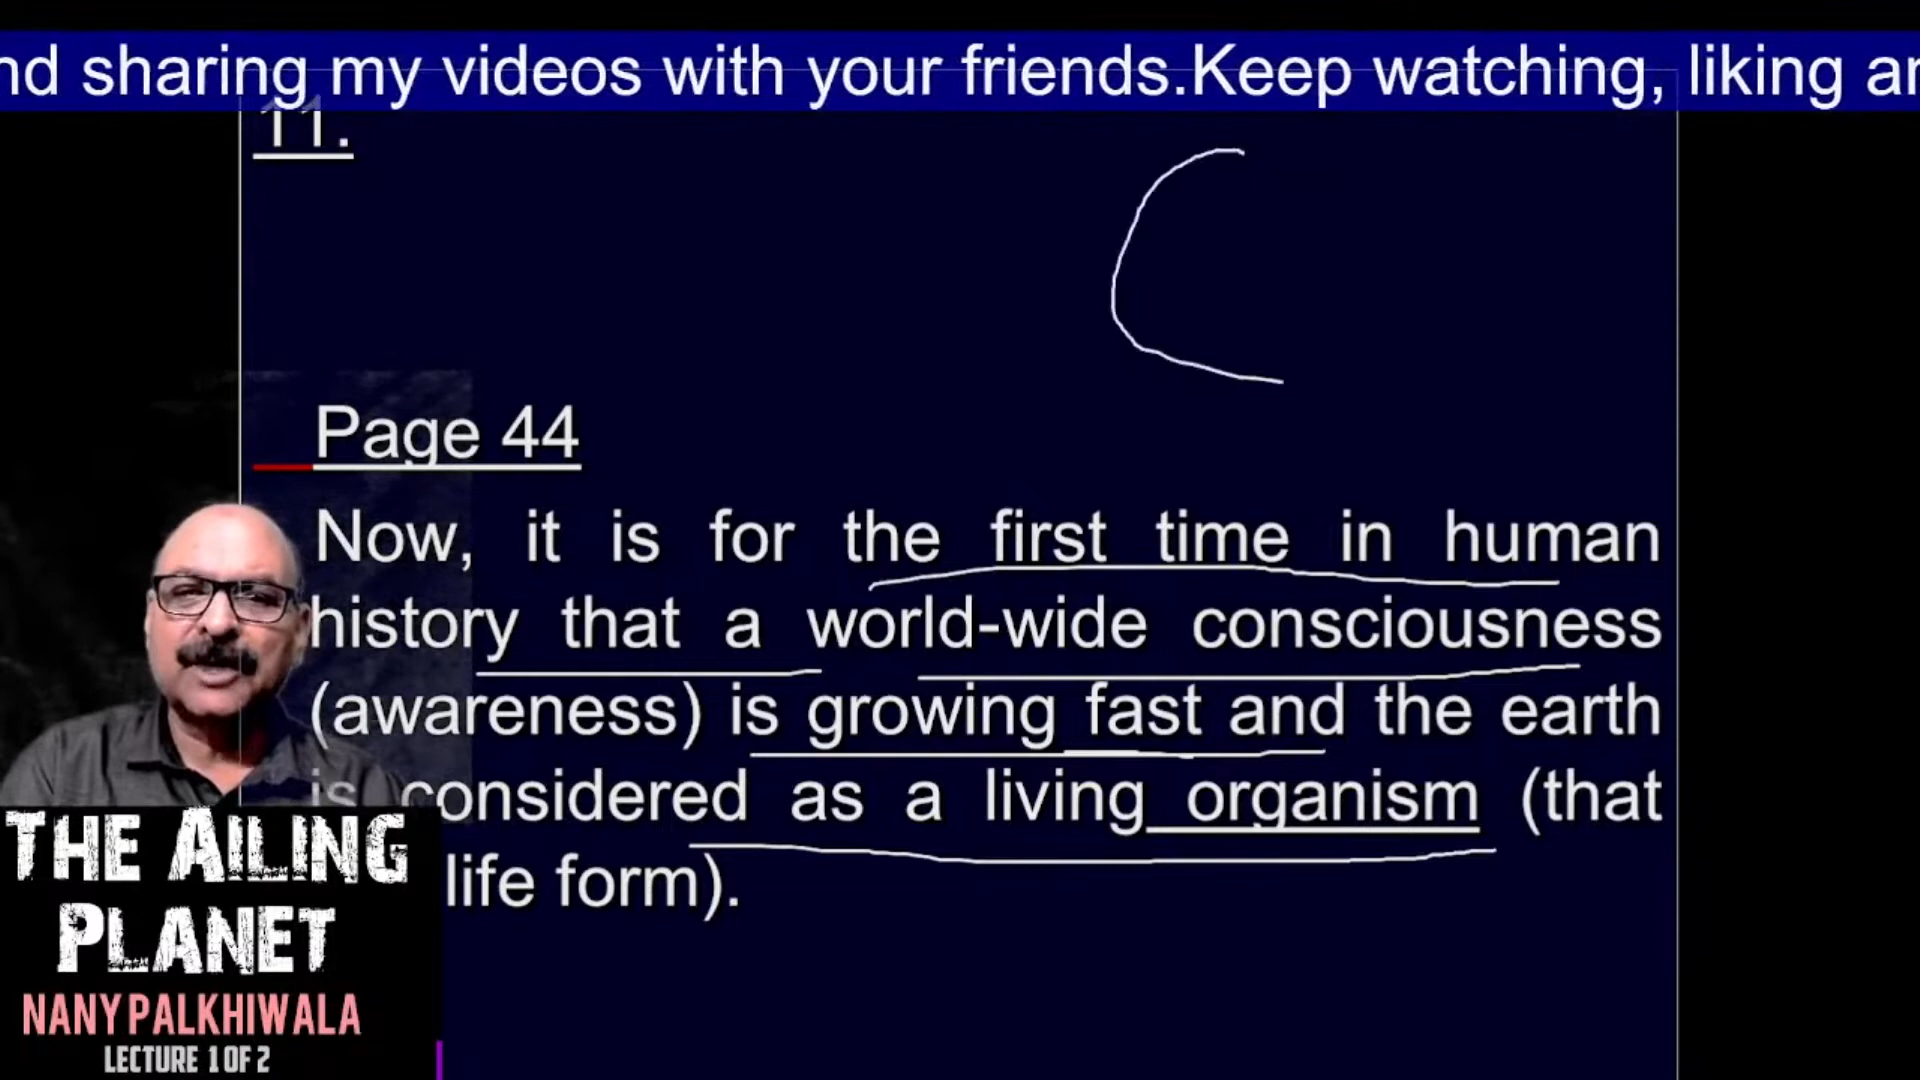 nd sharing my videos with your friends.Keep watching, liking an
11.
Page 44
Now, it is for the first time in human
history that a world-wide consciousness
(awareness) is growing fast and the earth
is considered as a living organism (that
life form).
THE AILING
PLANET
NANY PALKHIWALA
LECTURE 1 OF 2